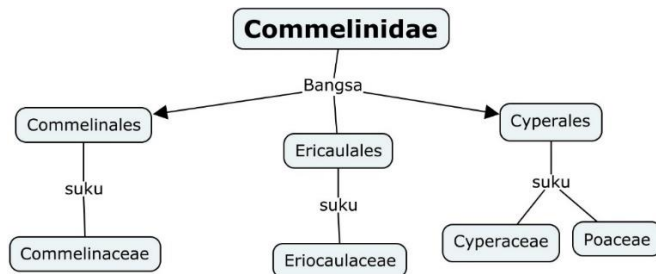 Commelinidae
Bangsa
Commelinales
Ericaulales
Cyperales
suku
suku
suku
Commelinaceae
Eriocaulaceae
Cyperaceae
Poaceae